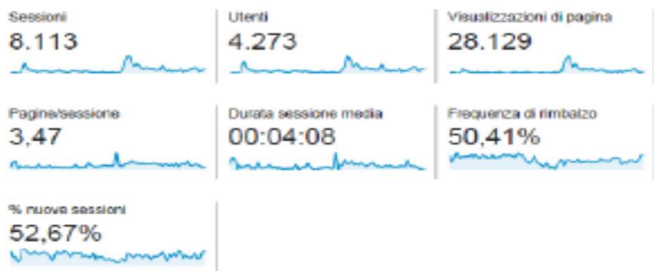 Sessioni
8.113
Utenti
4.273
Visualizzazioni di pagina
28.129
Pagine/sessione
3,47
Durata sessione media
00:04:08
Frequenza di rimbalzo
50,41%
% nuove sessioni
52,67%